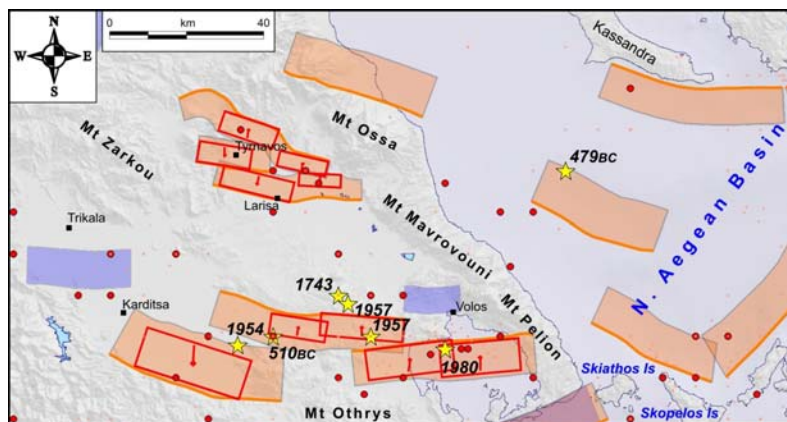 N
W E
S
km
0 40
Kassandra
Mt Ossa
Mt Zarkou
Tyrnavos
479BC
Larisa
N. Aegean Basin
Mt Mavrovouni
Trikala
1743
1957
Karditsa
Volos
Mt Pelion
1954
1957
510BC
1980
Skiathos Is
Mt Othrys
Skopelos Is